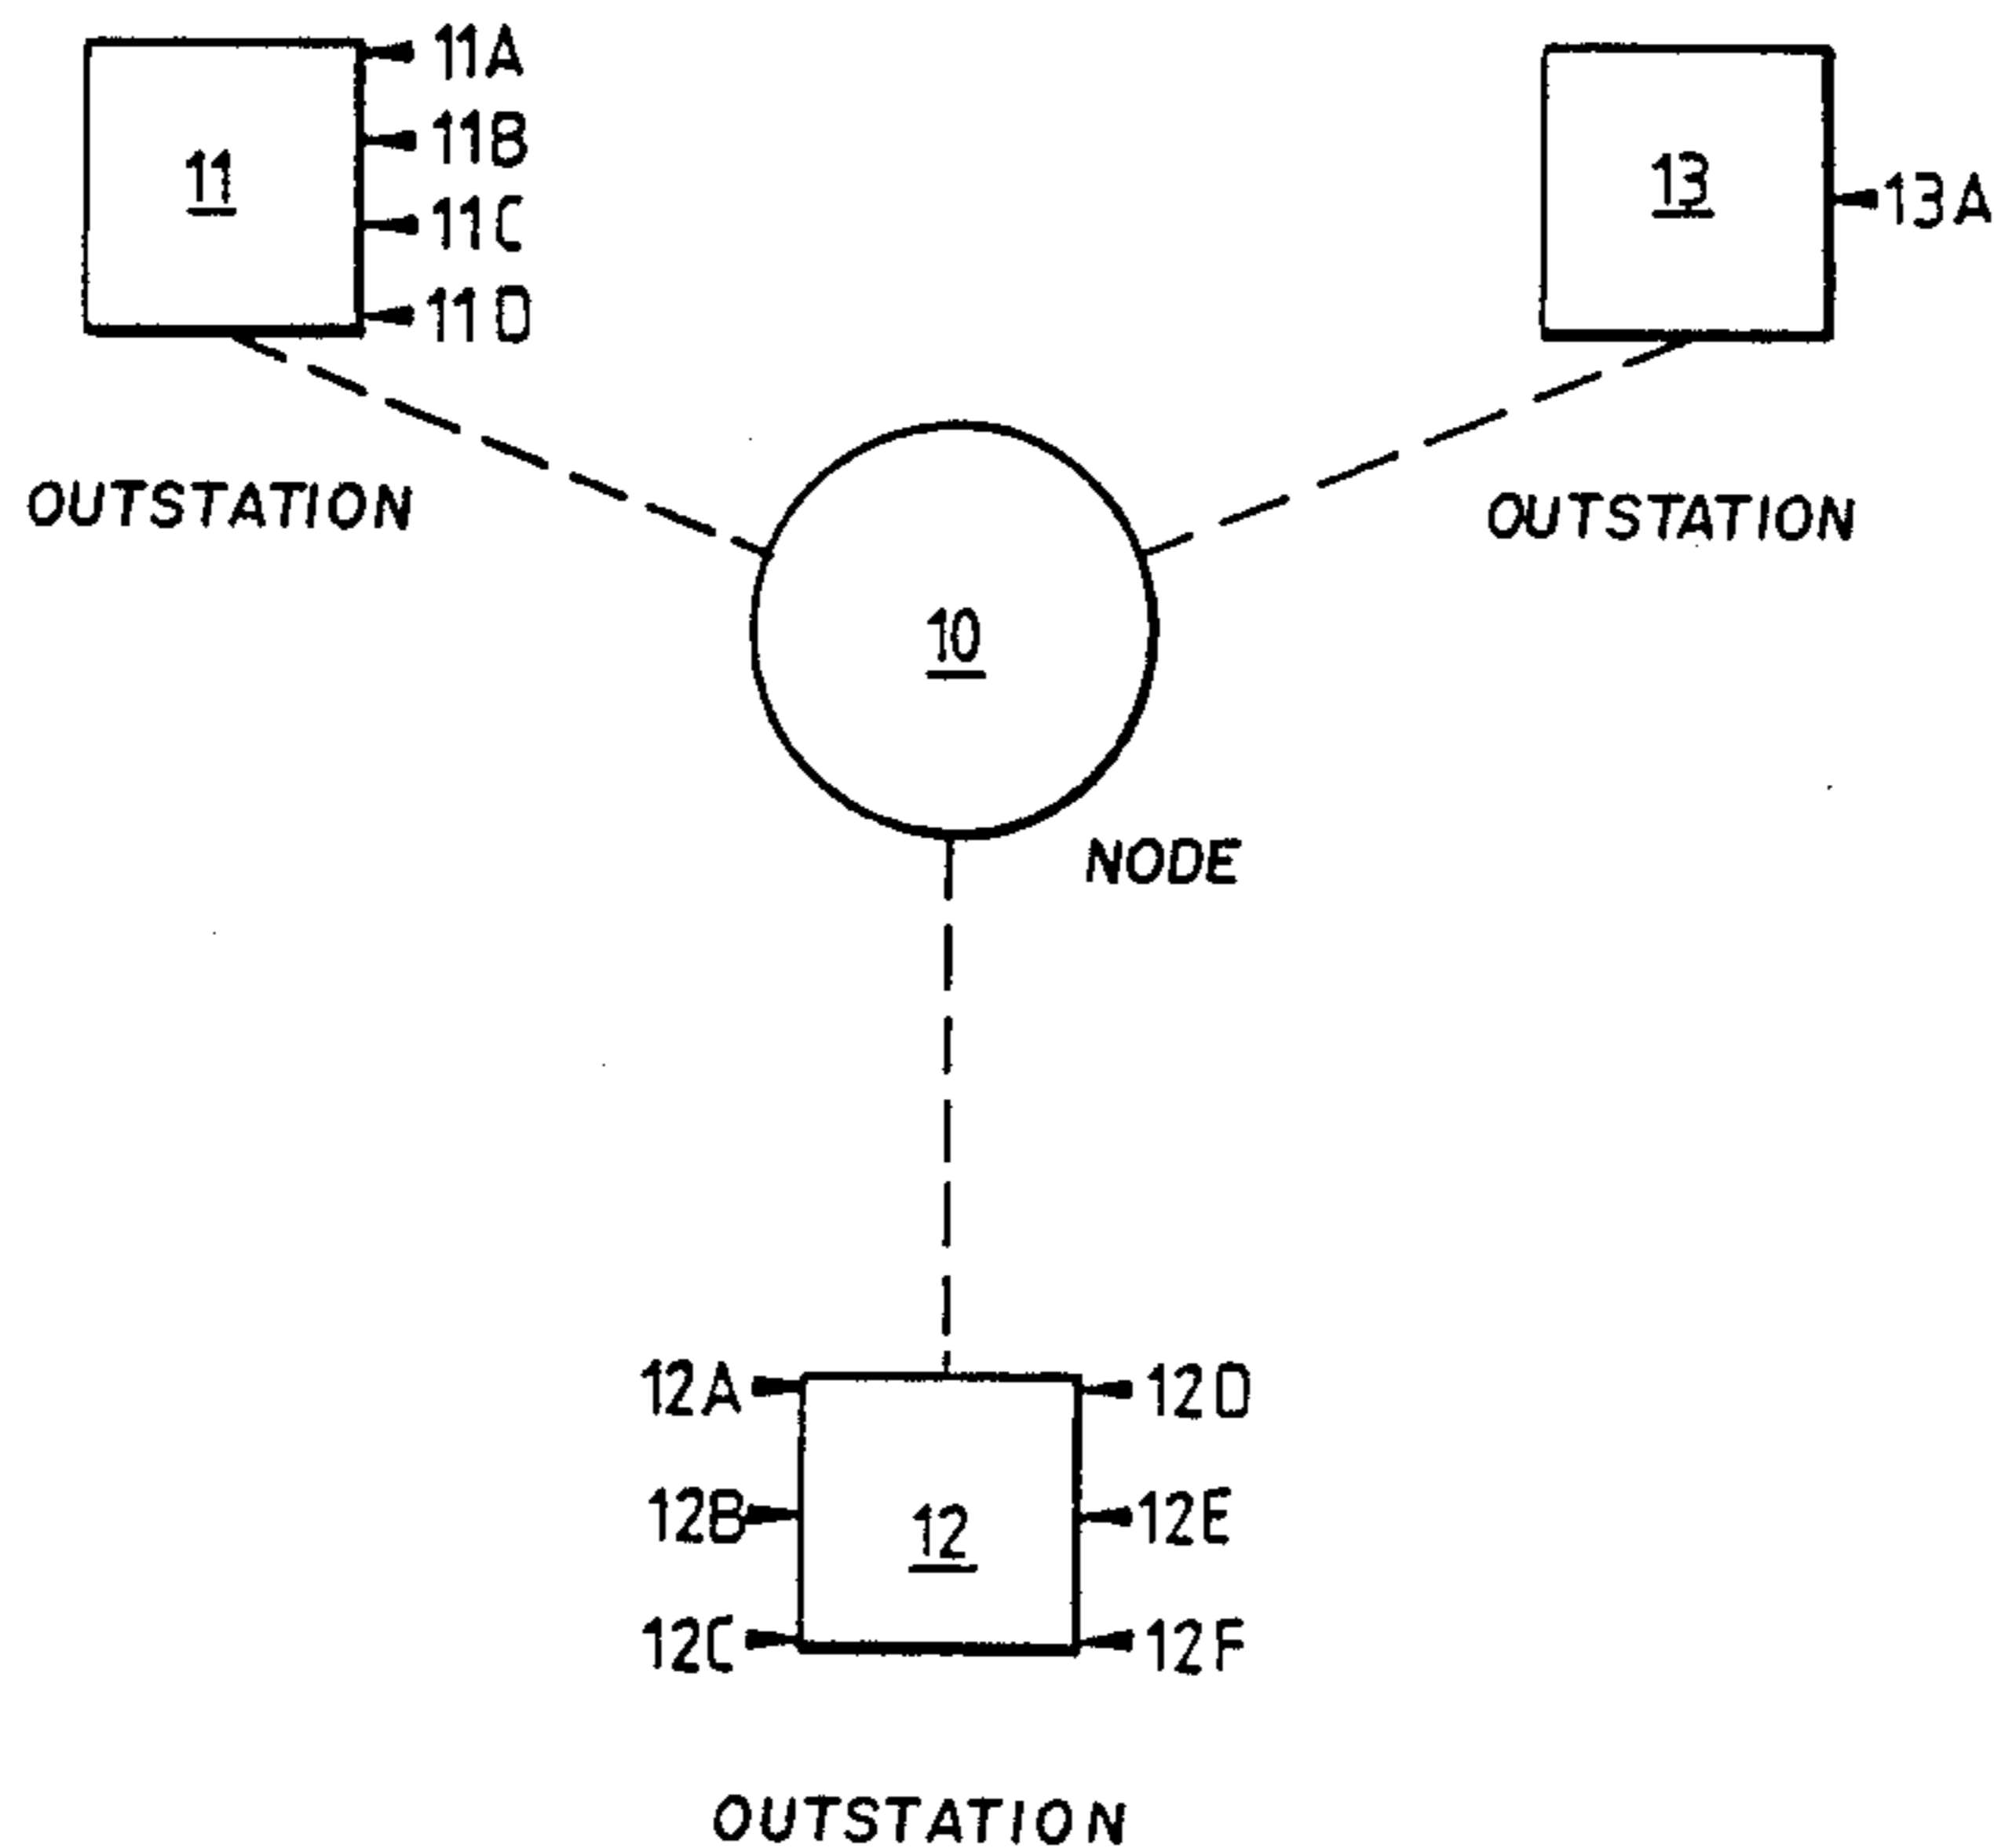 11A
11B
11
11C
11D
13
13A
OUTSTATION
OUTSTATION
10
NODE
12A
12D
12B
12E
12
12C
12F
OUTSTATION